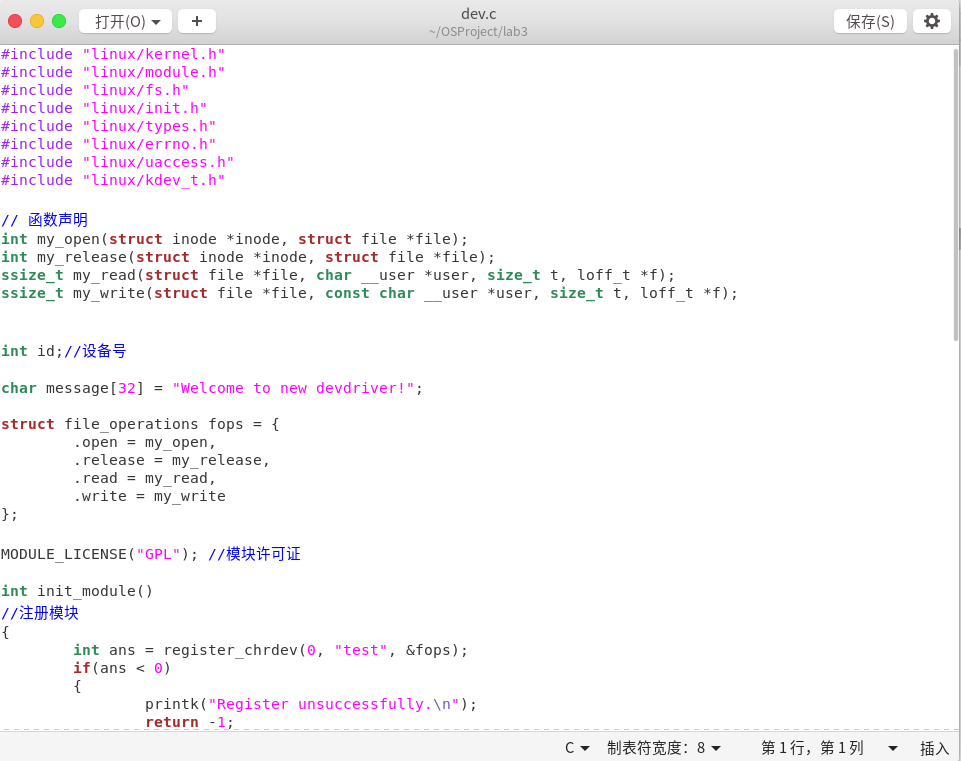 打开(O)
+
dev.c
~/OSProject/lab3
保存(S)
#include "linux/kernel.h"
#include "linux/module.h"
#include "linux/fs.h"
#include "linux/init.h"
#include "linux/types.h"
#include "linux/errno.h"
#include "linux/uaccess.h"
#include "linux/kdev_t.h"
// 函数声明
int my_open(struct inode *inode, struct file *file);
int my_release(struct inode *inode, struct file *file);
ssize_t my_read(struct file *file, char __user *user, size_t t, loff_t *f);
ssize_t my_write(struct file *file, const char __user *user, size_t t, loff_t *f);
int id;//设备号
char message[32] = "Welcome to new devdriver!";
struct file_operations fops = {
        .open = my_open,
        .release = my_release,
        .read = my_read,
        .write = my_write
};
MODULE_LICENSE("GPL"); //模块许可证
int init_module()
//注册模块
{
        int ans = register_chrdev(0, "test", &fops);
        if(ans < 0)
        {
                printk("Register unsuccessfully.\n");
                return -1;
C 制表符宽度：8 第 1 行，第 1 列 插入